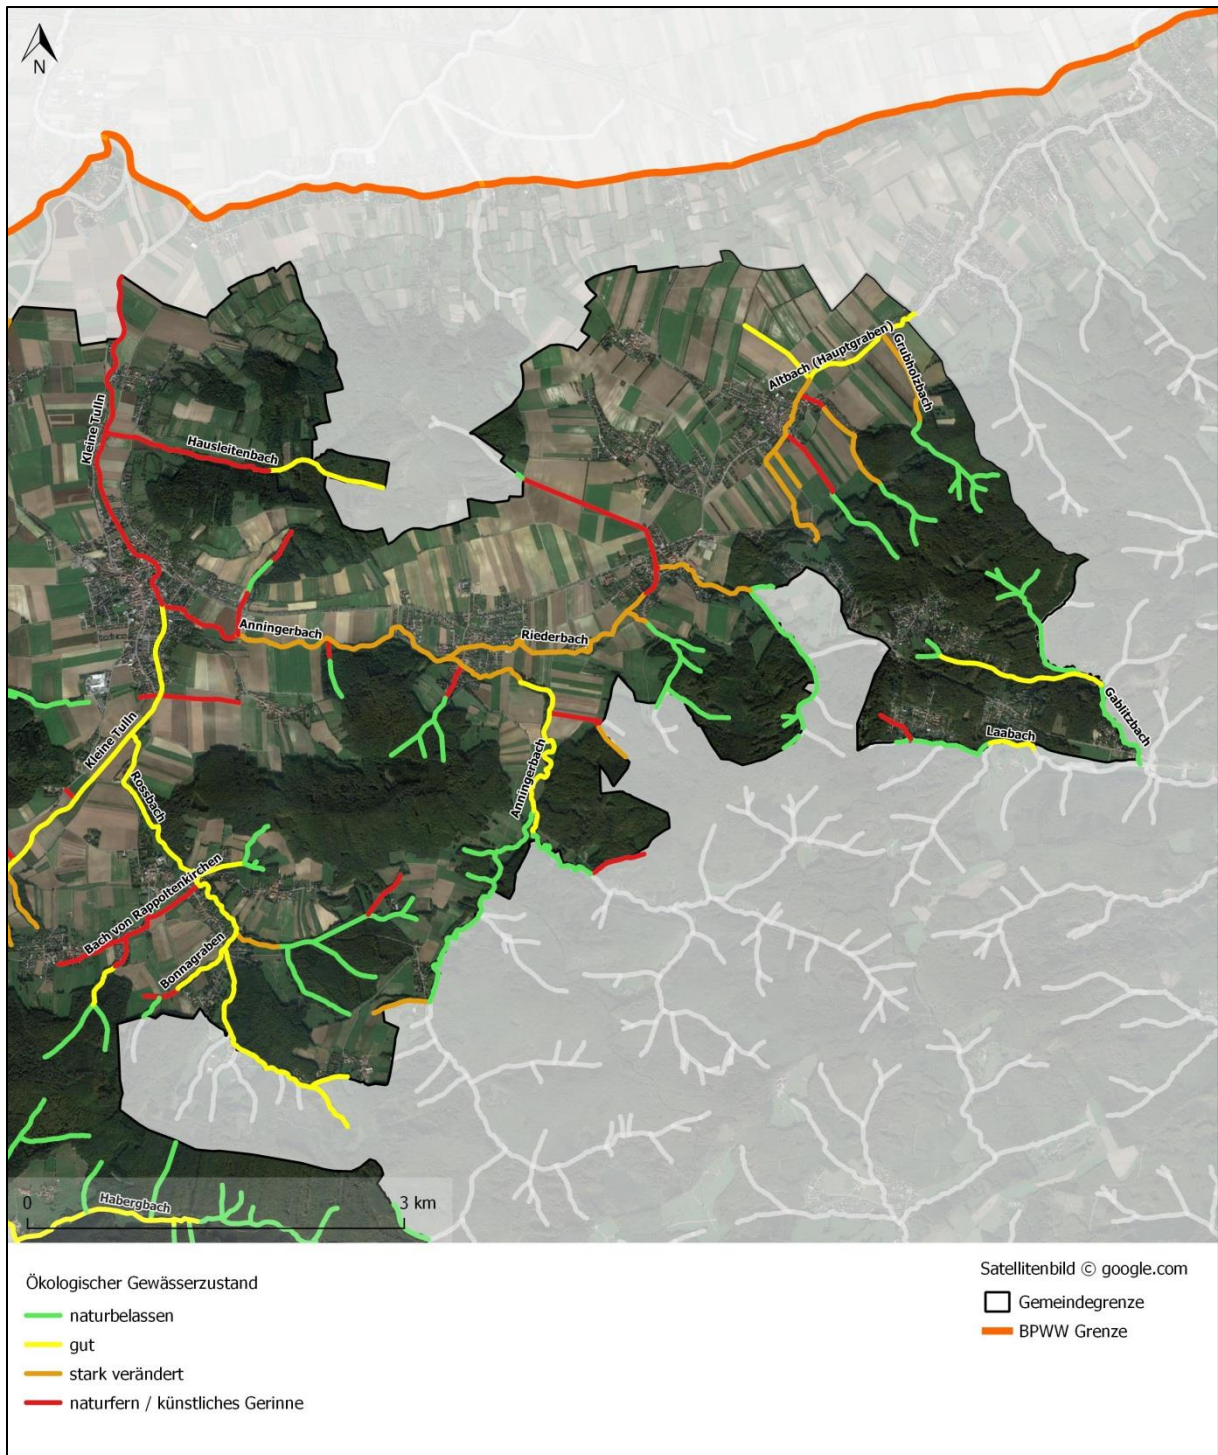 N
Altbach (Hauptgraben)
Grubholzbach
Kleine Tulln
Hausleitenbach
Anningerbach
Riederbach
Gablitzbach
Laabach
Kleine Tulln
Anningerbach
Rossbach
Bach von Rappoltenkirchen
Bonnagraben
Habergbach
0 3 km
Ökologischer Gewässerzustand
naturbelassen
gut
stark verändert
naturfern / künstliches Gerinne
Satellitenbild © google.com
Gemeindegrenze
BPWW Grenze